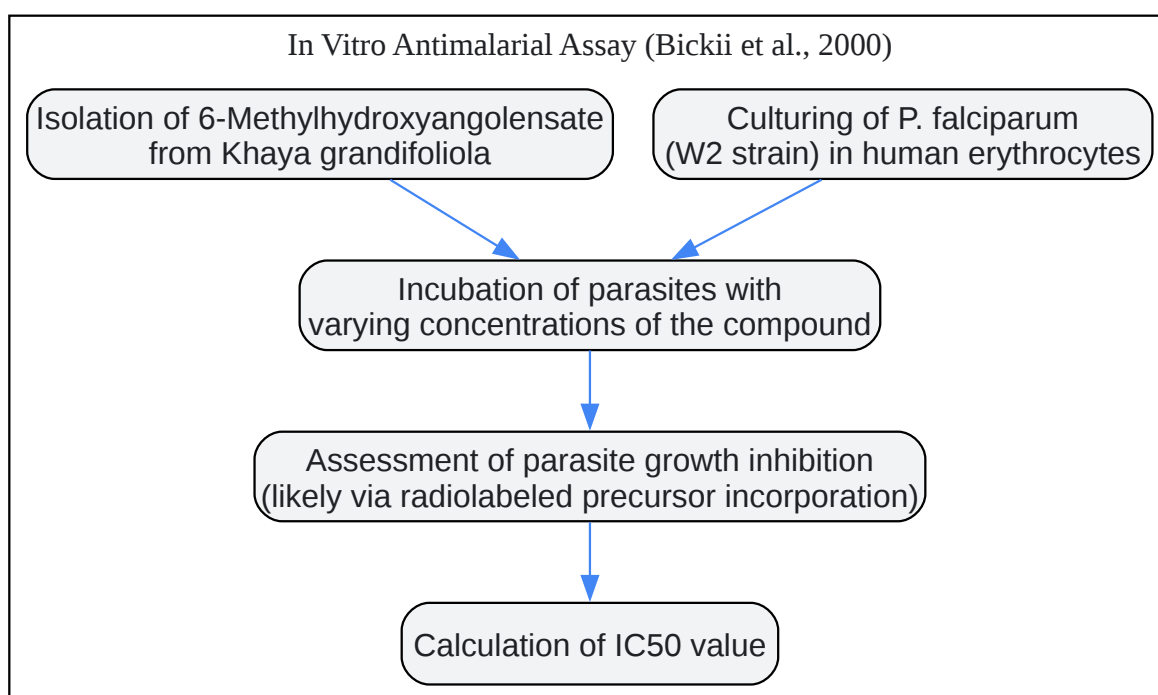 In Vitro Antimalarial Assay (Bickii et al., 2000)
Isolation of 6-Methylhydroxyangolensate
from Khaya grandifoliola
Culturing of P. falciparum
(W2 strain) in human erythrocytes
Incubation of parasites with
varying concentrations of the compound
Assessment of parasite growth inhibition
(likely via radiolabeled precursor incorporation)
Calculation of IC50 value